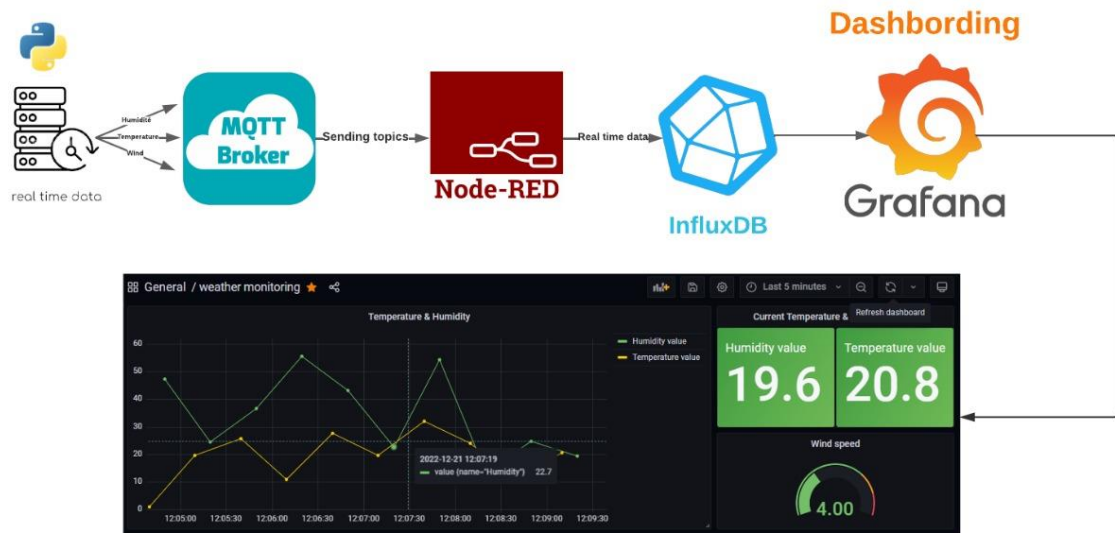 Dashbording
Humidité
Temperature
Wind
real time data
MQTT
Broker
Sending topics
Node-RED
Real time data
InfluxDB
Grafana
General / weather monitoring
Last 5 minutes
Refresh dashboard
Temperature & Humidity
Humidity value
Temperature value
60
50
40
30
20
10
0
12:05:00 12:05:30 12:06:00 12:06:30 12:07:00 12:07:30 12:08:00 12:08:30 12:09:00 12:09:30
2022-12-21 12:07:19
value {name="Humidity"} 22.7
Current Temperature &
Humidity value
19.6
Temperature value
20.8
Wind speed
4.00